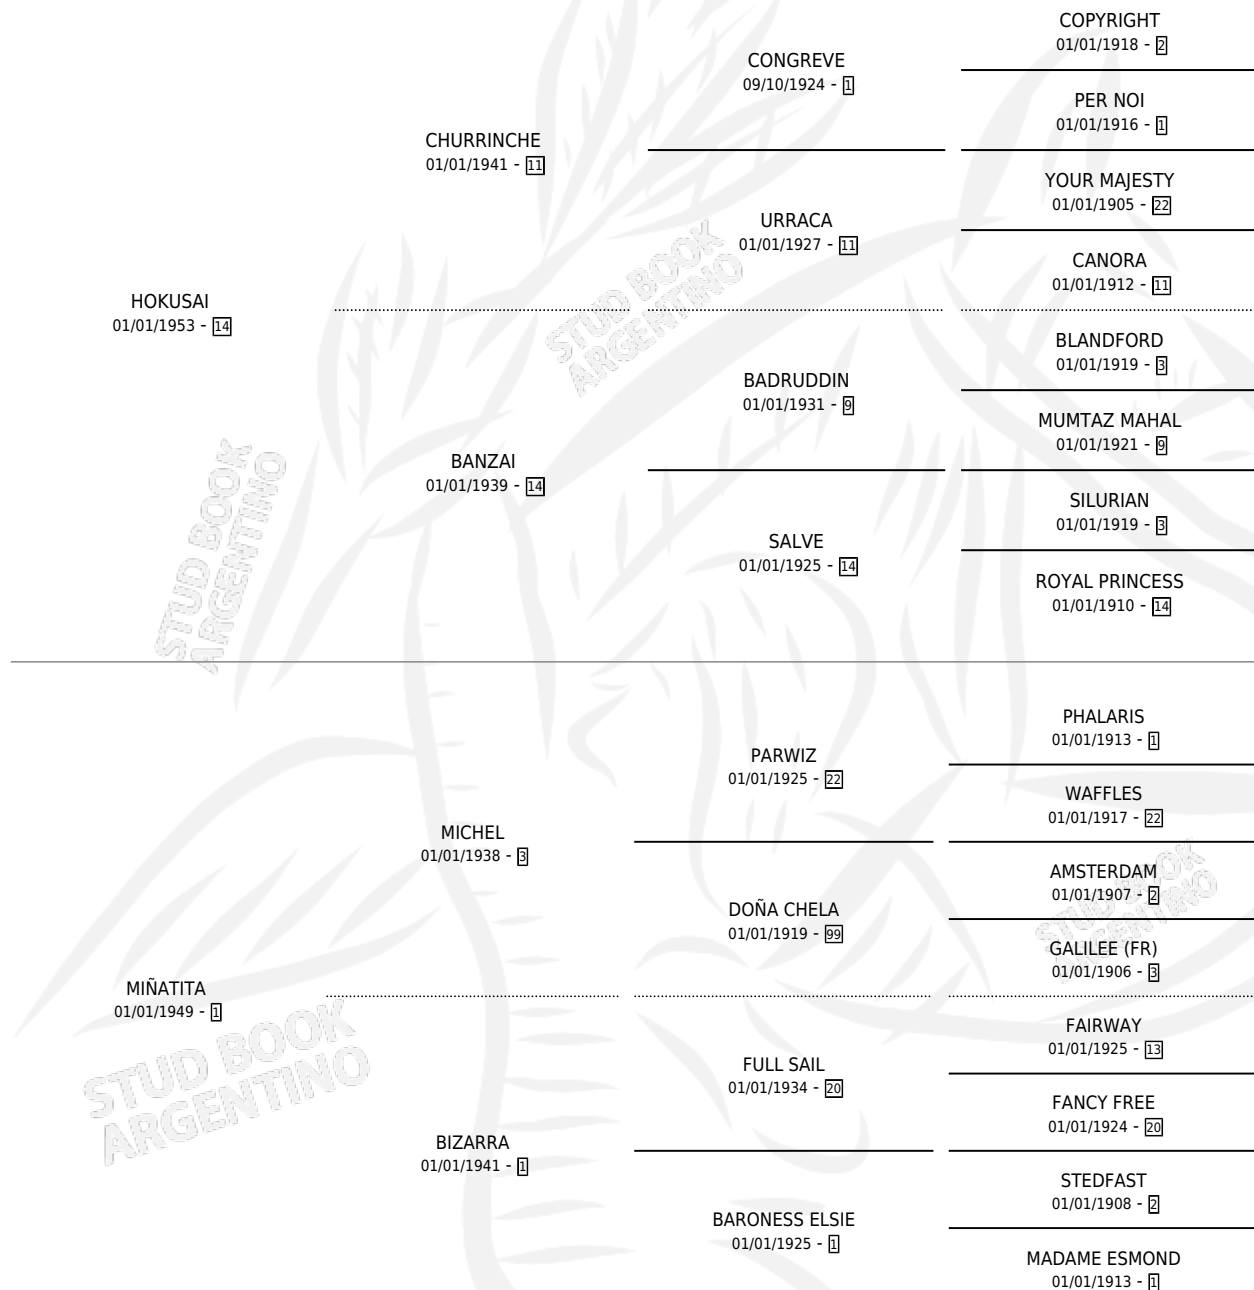 COPYRIGHT
01/01/1918 - 2
CONGREVE
09/10/1924 - 1
PER NOI
01/01/1916 - 1
CHURRINCHE
01/01/1941 - 11
YOUR MAJESTY
01/01/1905 - 22
URRACA
01/01/1927 - 11
CANORA
01/01/1912 - 11
HOKUSAI
01/01/1953 - 14
BLANDFORD
01/01/1919 - 3
BADRUDDIN
01/01/1931 - 9
MUMTAZ MAHAL
01/01/1921 - 9
BANZAI
01/01/1939 - 14
SILURIAN
01/01/1919 - 3
SALVE
01/01/1925 - 14
ROYAL PRINCESS
01/01/1910 - 14
STUD BOOK
ARGENTINO
STUD BOOK
ARGENTINO
PHALARIS
01/01/1913 - 1
PARWIZ
01/01/1925 - 22
WAFFLES
01/01/1917 - 22
MICHEL
01/01/1938 - 3
AMSTERDAM
01/01/1907 - 2
DOÑA CHELA
01/01/1919 - 99
GALILEE (FR)
01/01/1906 - 3
MIÑATITA
01/01/1949 - 1
FAIRWAY
01/01/1925 - 13
FULL SAIL
01/01/1934 - 20
FANCY FREE
01/01/1924 - 20
BIZARRA
01/01/1941 - 1
STEDFAST
01/01/1908 - 2
BARONESS ELSIE
01/01/1925 - 1
MADAME ESMOND
01/01/1913 - 1
STUD BOOK
ARGENTINO
STUD BOOK
ARGENTINO